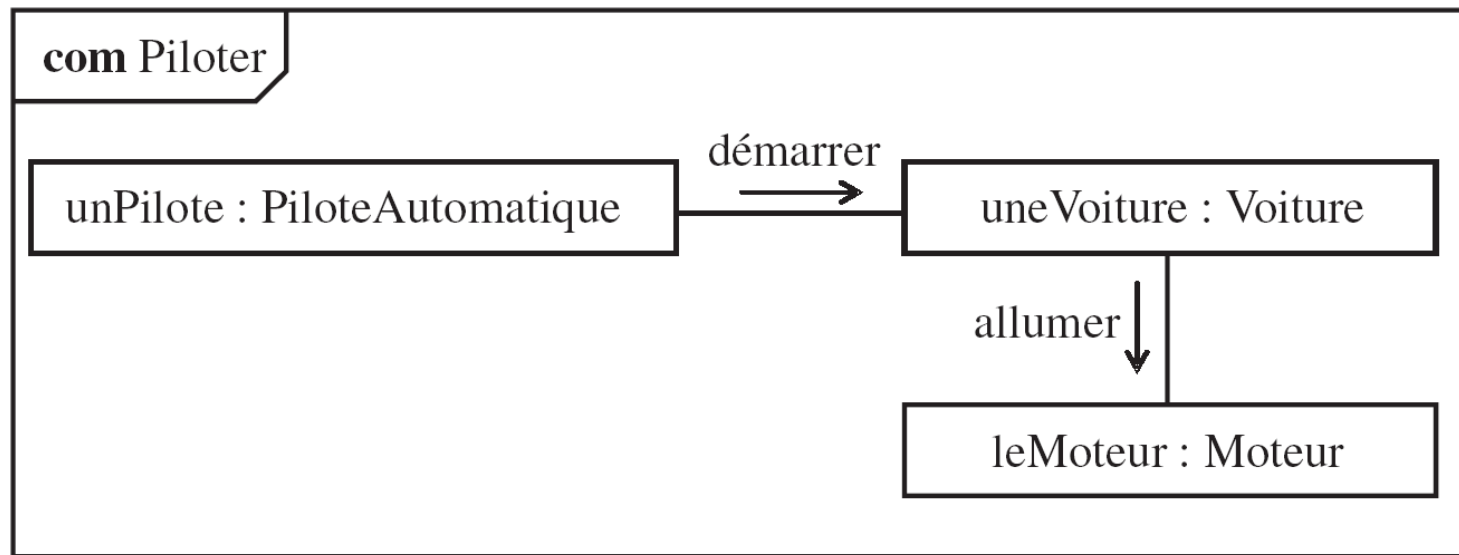 com Piloter
démarrer
unPilote : PiloteAutomatique
uneVoiture : Voiture
allumer
leMoteur : Moteur